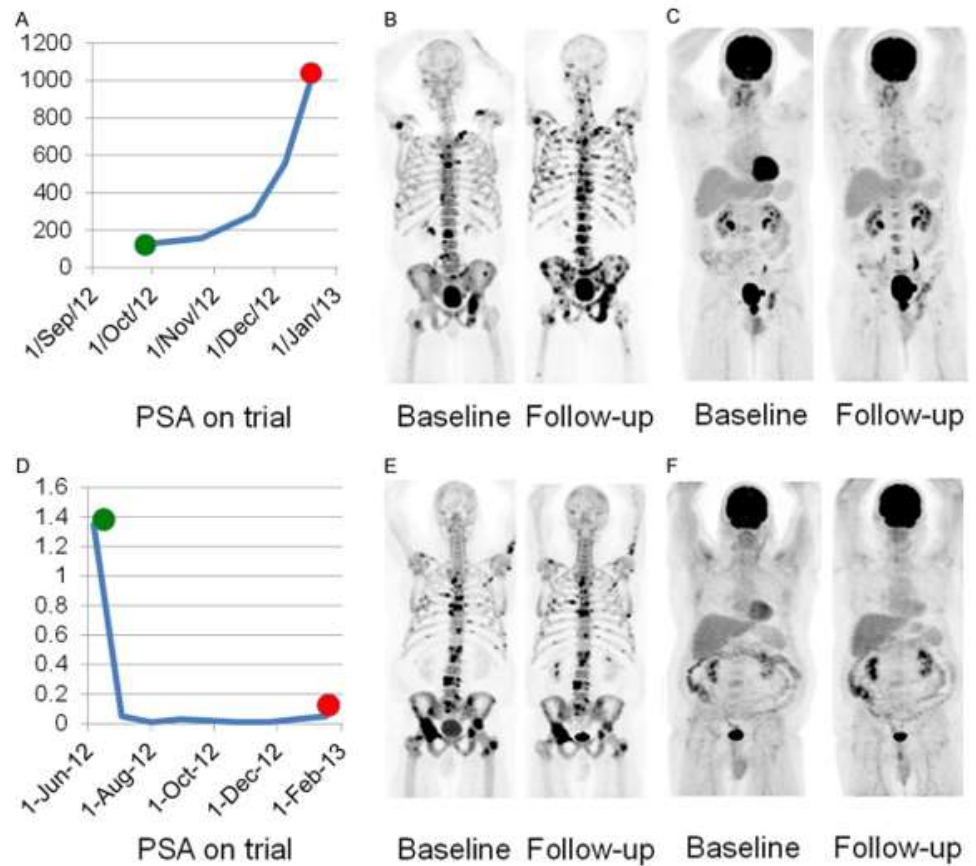 A
1200
1000
800
600
400
200
0
1/Sep/12
1/Oct/12
1/Nov/12
1/Dec/12
1/Jan/13
PSA on trial
B
Baseline Follow-up
C
Baseline Follow-up
D
1.6
1.4
1.2
1
0.8
0.6
0.4
0.2
0
1-Jun-12
1-Aug-12
1-Oct-12
1-Dec-12
1-Feb-13
PSA on trial
E
Baseline Follow-up
F
Baseline Follow-up